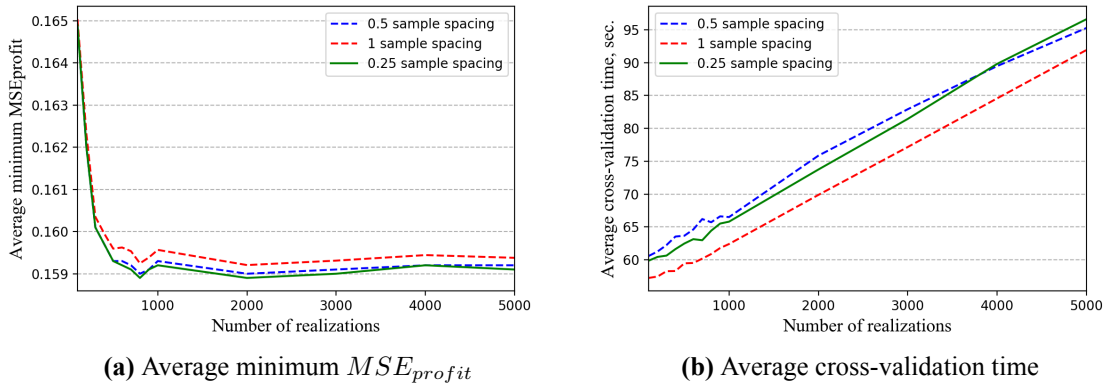 0.165
0.164
0.163
0.162
0.161
0.160
0.159
Average minimum MSEprofit
0.5 sample spacing
1 sample spacing
0.25 sample spacing
1000 2000 3000 4000 5000
Number of realizations
(a) Average minimum MSE_{profit}
95
90
85
80
75
70
65
60
Average cross-validation time, sec.
0.5 sample spacing
1 sample spacing
0.25 sample spacing
1000 2000 3000 4000 5000
Number of realizations
(b) Average cross-validation time